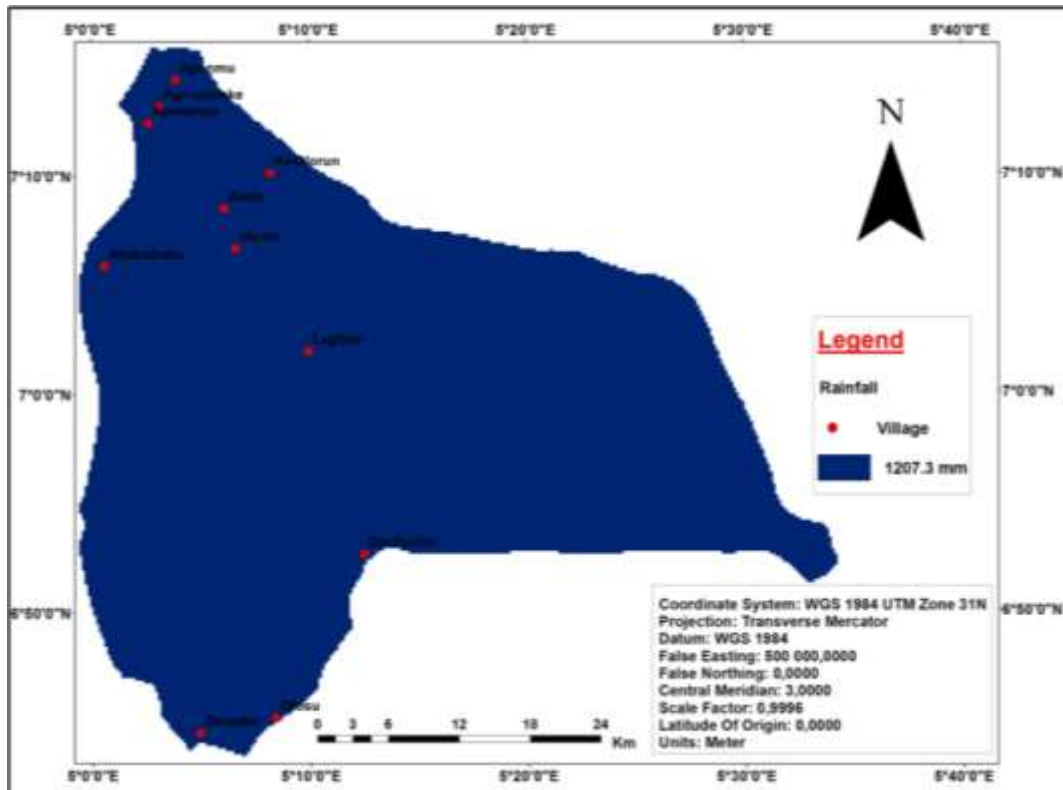 5°0'0"E 5°10'0"E 5°20'0"E 5°30'0"E 5°40'0"E
N
7°10'0"N 7°10'0"N
7°0'0"N 7°0'0"N
Legend
Rainfall
Village
1207.3 mm
6°50'0"N 6°50'0"N
Coordinate System: WGS 1984 UTM Zone 31N
Projection: Transverse Mercator
Datum: WGS 1984
False Easting: 500 000,0000
False Northing: 0,0000
Central Meridian: 3,0000
Scale Factor: 0,9996
Latitude Of Origin: 0,0000
Units: Meter
0 3 6 12 18 24
Km
5°0'0"E 5°10'0"E 5°20'0"E 5°30'0"E 5°40'0"E